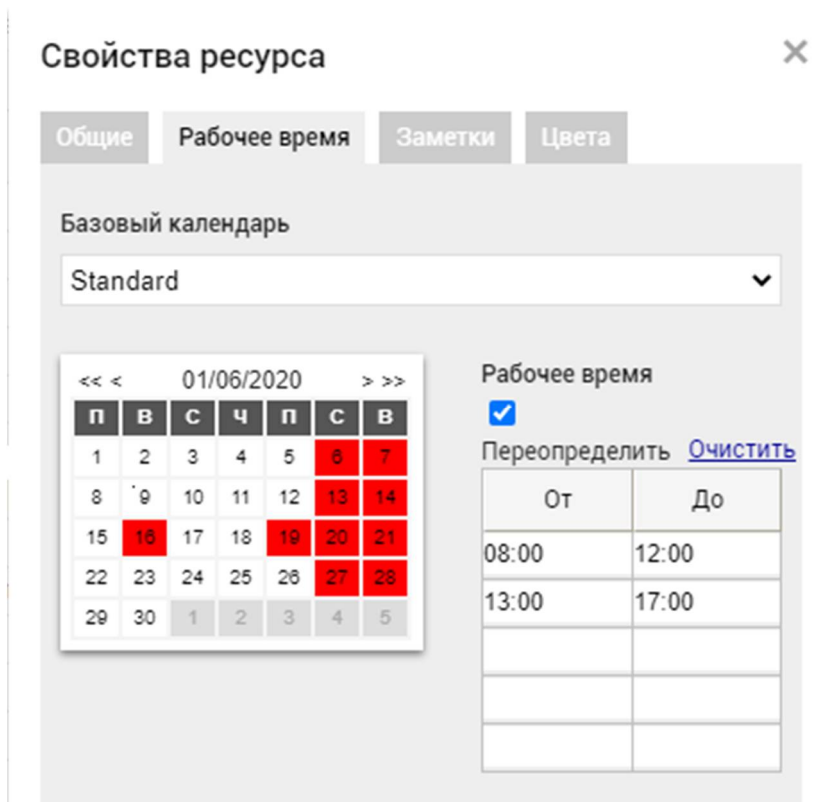 Свойства ресурса ×
Общие Рабочее время Заметки Цвета
Базовый календарь
Standard
<< < 01/06/2020 > >>
П В С Ч П С В
1 2 3 4 5 6 7
8 9 10 11 12 13 14
15 16 17 18 19 20 21
22 23 24 25 26 27 28
29 30 1 2 3 4 5
Рабочее время
Переопределить Очистить
От До
08:00 12:00
13:00 17:00